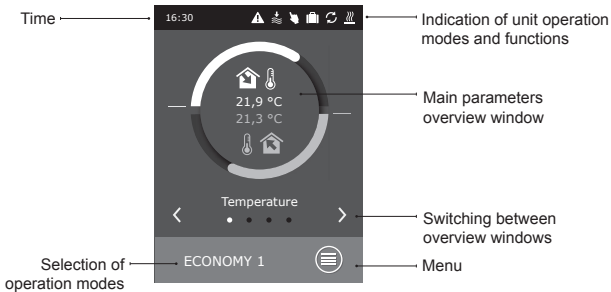 Time
16:30
Indication of unit operation
modes and functions
21,9 °C
21,3 °C
Main parameters
overview window
Temperature
Switching between
overview windows
Selection of
operation modes
ECONOMY 1
Menu